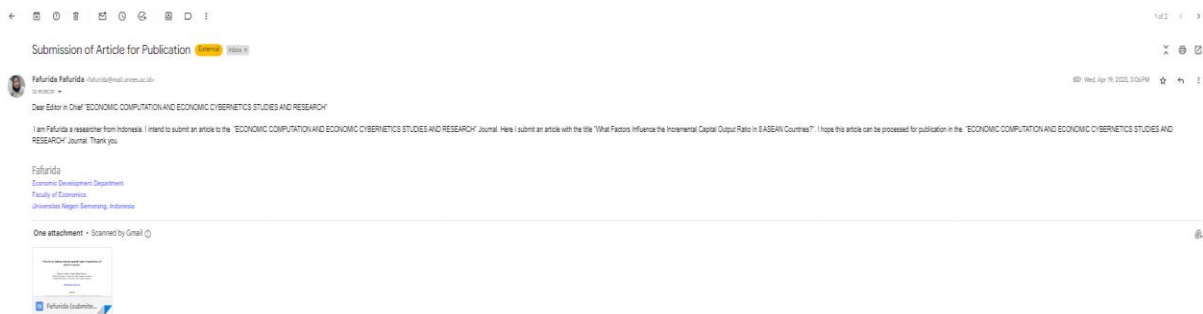 1 of 2
Submission of Article for Publication External Inbox ×
Fafurida Fafurida <fafurida@mail.unnes.ac.id>
Wed, Apr 19, 2023, 3:06 PM
to ecocor
Dear Editor in Chief "ECONOMIC COMPUTATION AND ECONOMIC CYBERNETICS STUDIES AND RESEARCH"
I am Fafurida a researcher from Indonesia. I intend to submit an article to the "ECONOMIC COMPUTATION AND ECONOMIC CYBERNETICS STUDIES AND RESEARCH" Journal. Here I submit an article with the title "What Factors Influence the Incremental Capital Output Ratio In 8 ASEAN Countries?". I hope this article can be processed for publication in the "ECONOMIC COMPUTATION AND ECONOMIC CYBERNETICS STUDIES AND
RESEARCH" Journal. Thank you.
Fafurida
Economic Development Department
Faculty of Economics
Universitas Negeri Semarang, Indonesia
One attachment • Scanned by Gmail
Fafurida (submite...